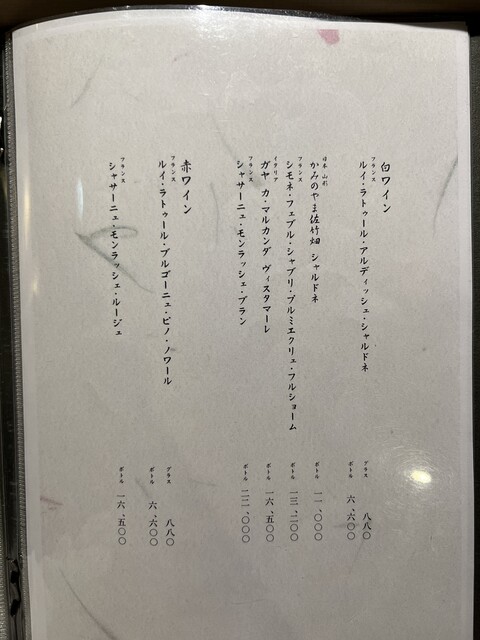 白ワイン
フランス
ルイ・ラトゥール・アルディッシェ・シャルドネ
グラス 八八〇
ボトル 六、六〇〇
日本 山形
かみのやま佐竹畑 シャルドネ
ボトル 一一、〇〇〇
フランス
シモネ・フェブル・シャブリ・プルミエクリュ・フルショーム
ボトル 一三、二〇〇
イタリア
ガヤ カ・マルカンダ ヴィスタマーレ
ボトル 一六、五〇〇
フランス
シャサーニュ・モンラッシェ・ブラン
ボトル 二二、〇〇〇
赤ワイン
フランス
ルイ・ラトゥール・ブルゴーニュ・ピノ・ノワール
グラス 八八〇
ボトル 六、六〇〇
フランス
シャサーニュ・モンラッシェ・ルージュ
ボトル 一六、五〇〇